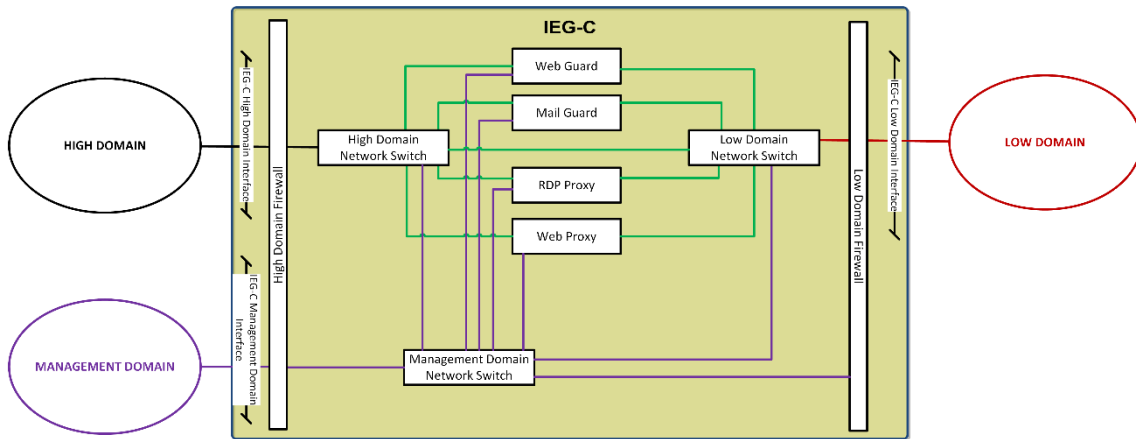 IEG-C
Web Guard
Mail Guard
High Domain
Network Switch
Low Domain
Network Switch
RDP Proxy
Web Proxy
Management Domain
Network Switch
HIGH DOMAIN
MANAGEMENT DOMAIN
LOW DOMAIN
IEG-C High Domain Interface
IEG-C Management Domain
Interface
High Domain Firewall
Low Domain Firewall
IEG-C Low Domain Interface